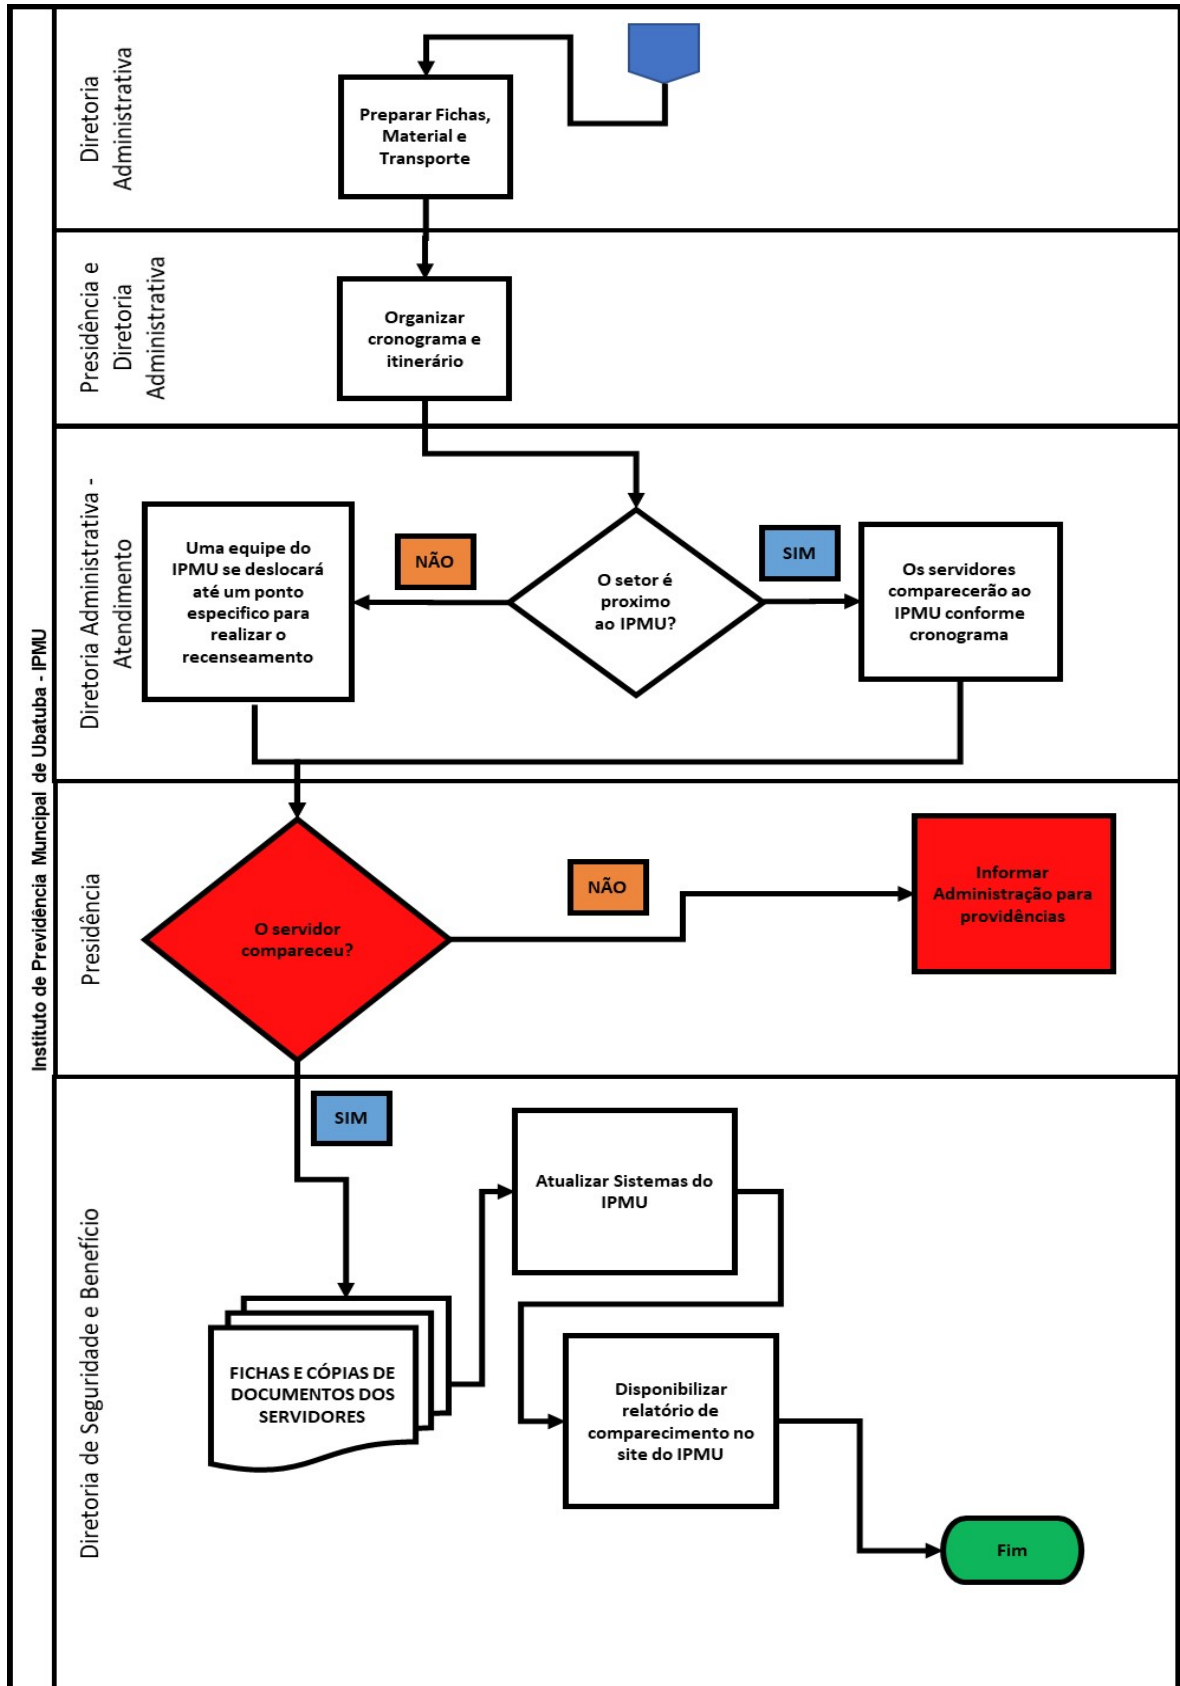 Instituto de Previdência Muncipal de Ubatuba - IPMU
Diretoria
Administrativa
Preparar Fichas,
Material e
Transporte
Presidência e
Diretoria
Administrativa
Organizar
cronograma e
itinerário
Diretoria Administrativa -
Atendimento
Uma equipe do
IPMU se deslocará
até um ponto
especifico para
realizar o
recenseamento
NÃO
O setor é
proximo
ao IPMU?
SIM
Os servidores
comparecerão ao
IPMU conforme
cronograma
Presidência
O servidor
compareceu?
NÃO
Informar
Administração para
providências
Diretoria de Seguridade e Benefício
SIM
FICHAS E CÓPIAS DE
DOCUMENTOS DOS
SERVIDORES
Atualizar Sistemas do
IPMU
Disponibilizar
relatório de
comparecimento no
site do IPMU
Fim